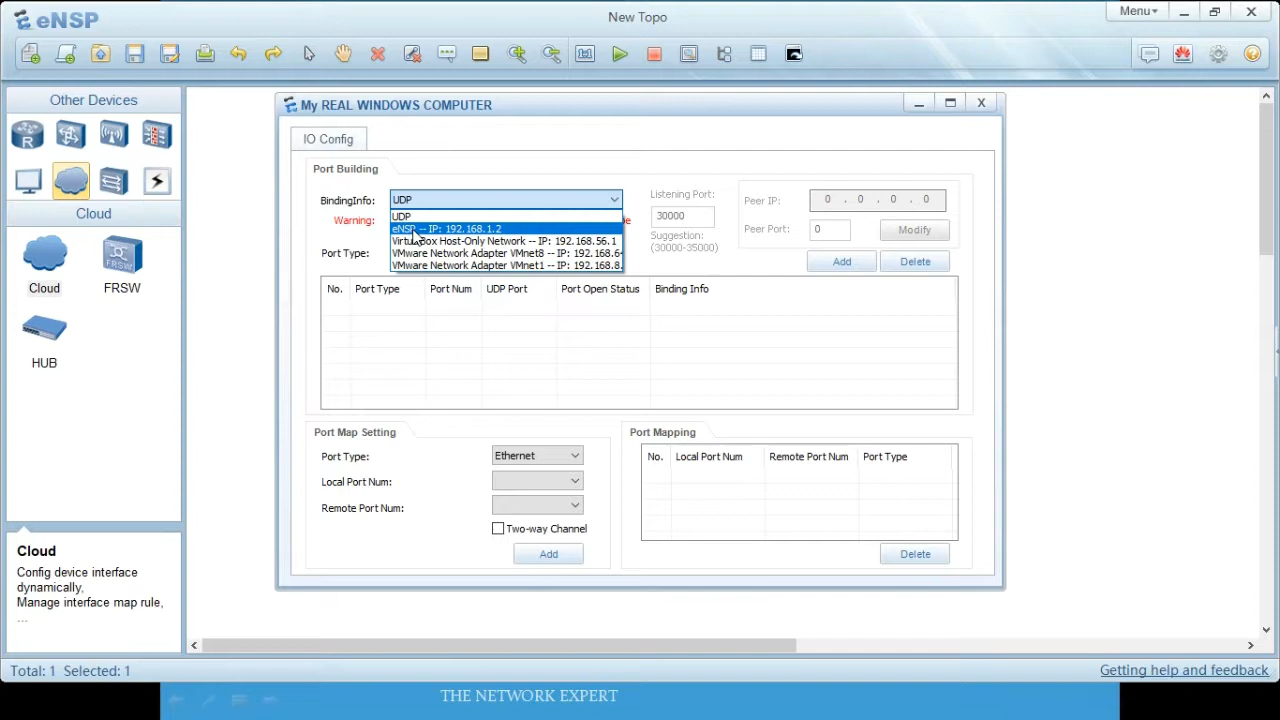 eNSP
New Topo
Menu
Other Devices
Cloud
Cloud
FRSW
FRSW
HUB
My REAL WINDOWS COMPUTER
IO Config
Port Building
BindingInfo:
UDP
Warning:
UDP
eNSP -- IP: 192.168.1.2
VirtualBox Host-Only Network -- IP: 192.168.56.1
VMware Network Adapter VMnet8 -- IP: 192.168.6
VMware Network Adapter VMnet1 -- IP: 192.168.8.
Port Type:
Listening Port:
30000
Suggestion:
(30000-35000)
Peer IP:
0 . 0 . 0 . 0
Peer Port:
0
Modify
Add
Delete
No. Port Type Port Num UDP Port Port Open Status Binding Info
Port Map Setting
Port Type:
Ethernet
Local Port Num:
Remote Port Num:
Two-way Channel
Add
Port Mapping
No. Local Port Num Remote Port Num Port Type
Delete
Cloud
Config device interface
dynamically,
Manage interface map rule,
...
Total: 1 Selected: 1
Getting help and feedback
THE NETWORK EXPERT